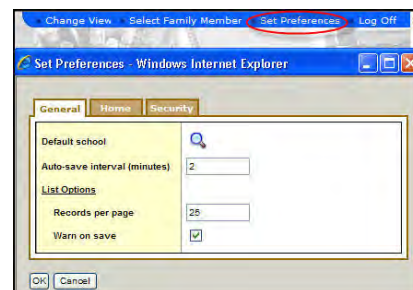 Change View Select Family Member Set Preferences Log Off
Set Preferences - Windows Internet Explorer
General Home Security
Default school
Auto-save interval (minutes) 2
List Options
Records per page 25
Warn on save
OK Cancel